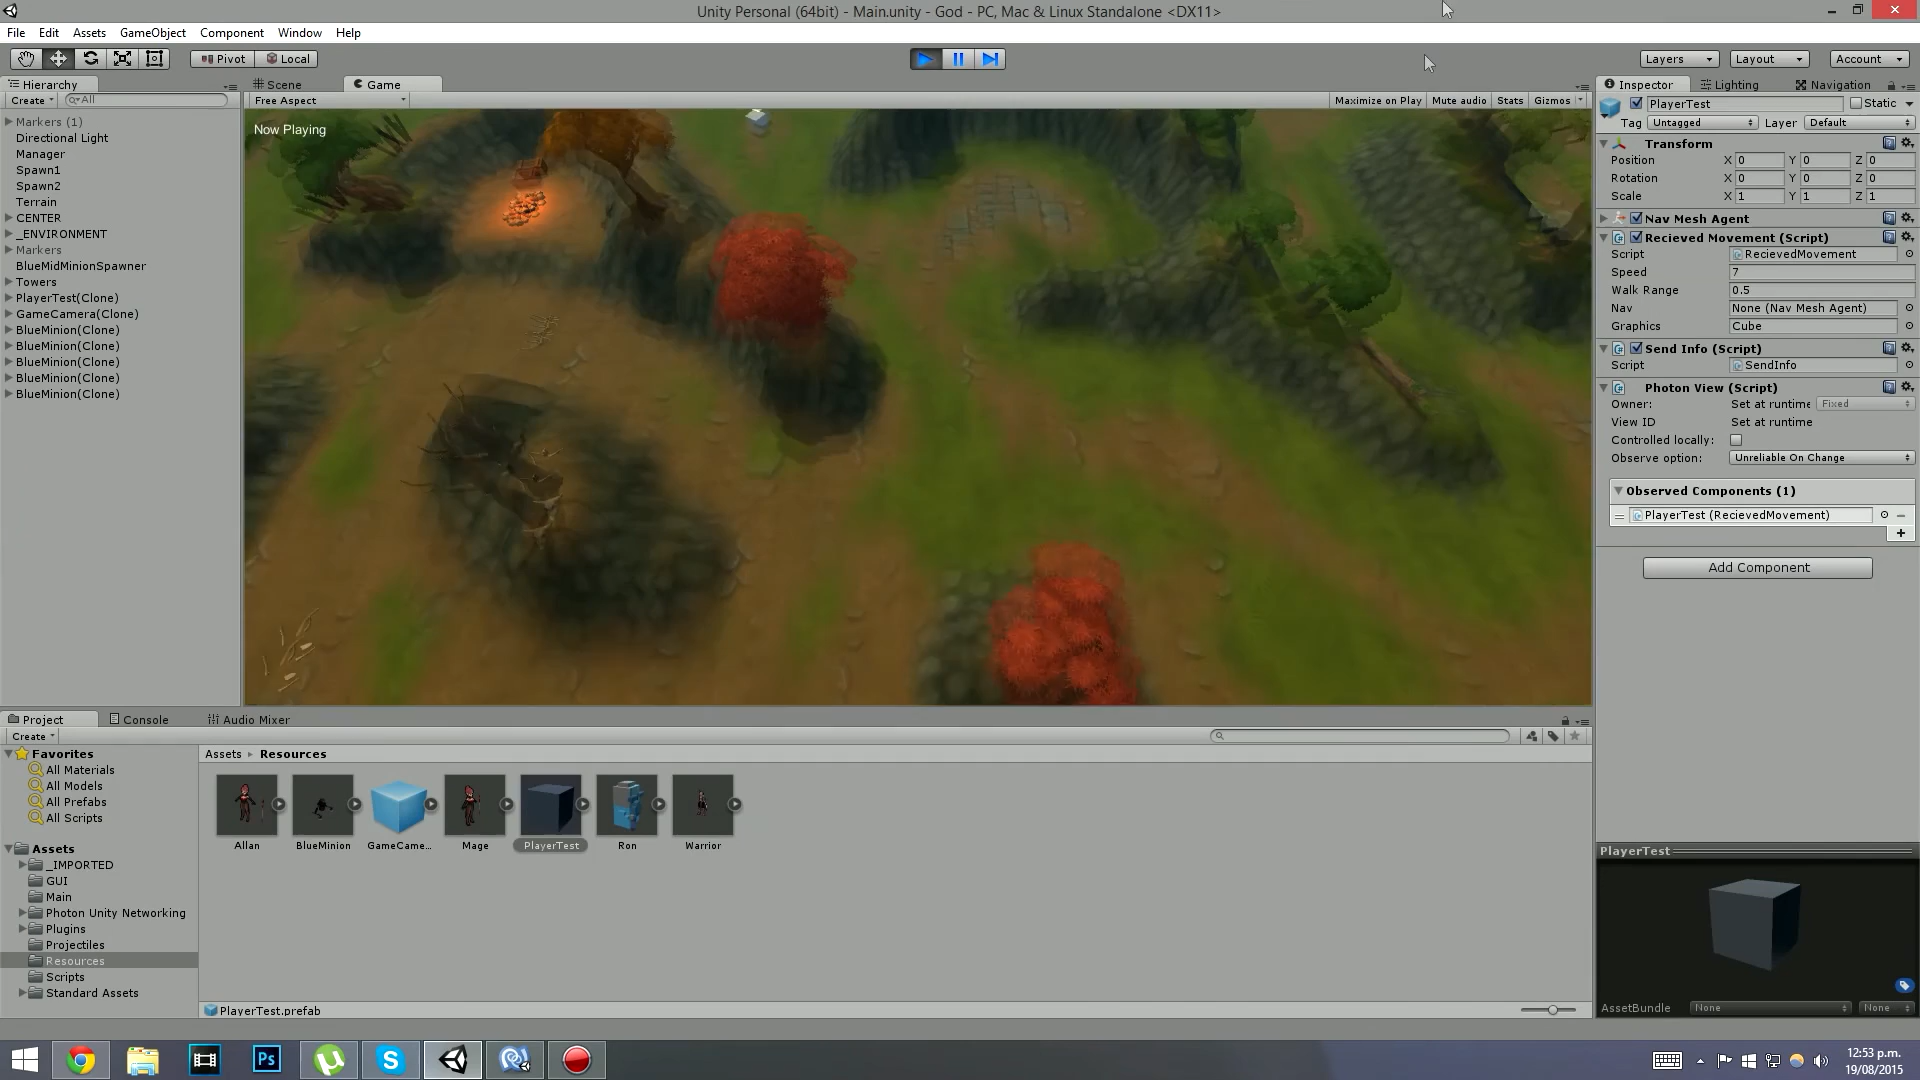 Unity Personal (64bit) - Main.unity - God - PC, Mac & Linux Standalone <DX11>
File Edit Assets GameObject Component Window Help
Pivot Local Layers Layout Account
Hierarchy
Create All
Markers (1)
Directional Light
Manager
Spawn1
Spawn2
Terrain
CENTER
_ENVIRONMENT
Markers
BlueMidMinionSpawner
Towers
PlayerTest(Clone)
GameCamera(Clone)
BlueMinion(Clone)
BlueMinion(Clone)
BlueMinion(Clone)
BlueMinion(Clone)
BlueMinion(Clone)
Scene Game
Free Aspect Maximize on Play Mute audio Stats Gizmos
Now Playing
Inspector Lighting Navigation
PlayerTest Static
Tag Untagged Layer Default
Transform
Position X 0 Y 0 Z 0
Rotation X 0 Y 0 Z 0
Scale X 1 Y 1 Z 1
Nav Mesh Agent
Recieved Movement (Script)
Script RecievedMovement
Speed 7
Walk Range 0.5
Nav None (Nav Mesh Agent)
Graphics Cube
Send Info (Script)
Script SendInfo
Photon View (Script)
Owner: Set at runtime Fixed
View ID Set at runtime
Controlled locally:
Observe option: Unreliable On Change
Observed Components (1)
PlayerTest (RecievedMovement)
Add Component
Project Console Audio Mixer
Create
Favorites
All Materials
All Models
All Prefabs
All Scripts
Assets
_IMPORTED
GUI
Main
Photon Unity Networking
Plugins
Projectiles
Resources
Scripts
Standard Assets
Assets Resources
Allan BlueMinion GameCame... Mage PlayerTest Ron Warrior
PlayerTest.prefab
PlayerTest
AssetBundle None None
Ps
12:53 p.m.
19/08/2015